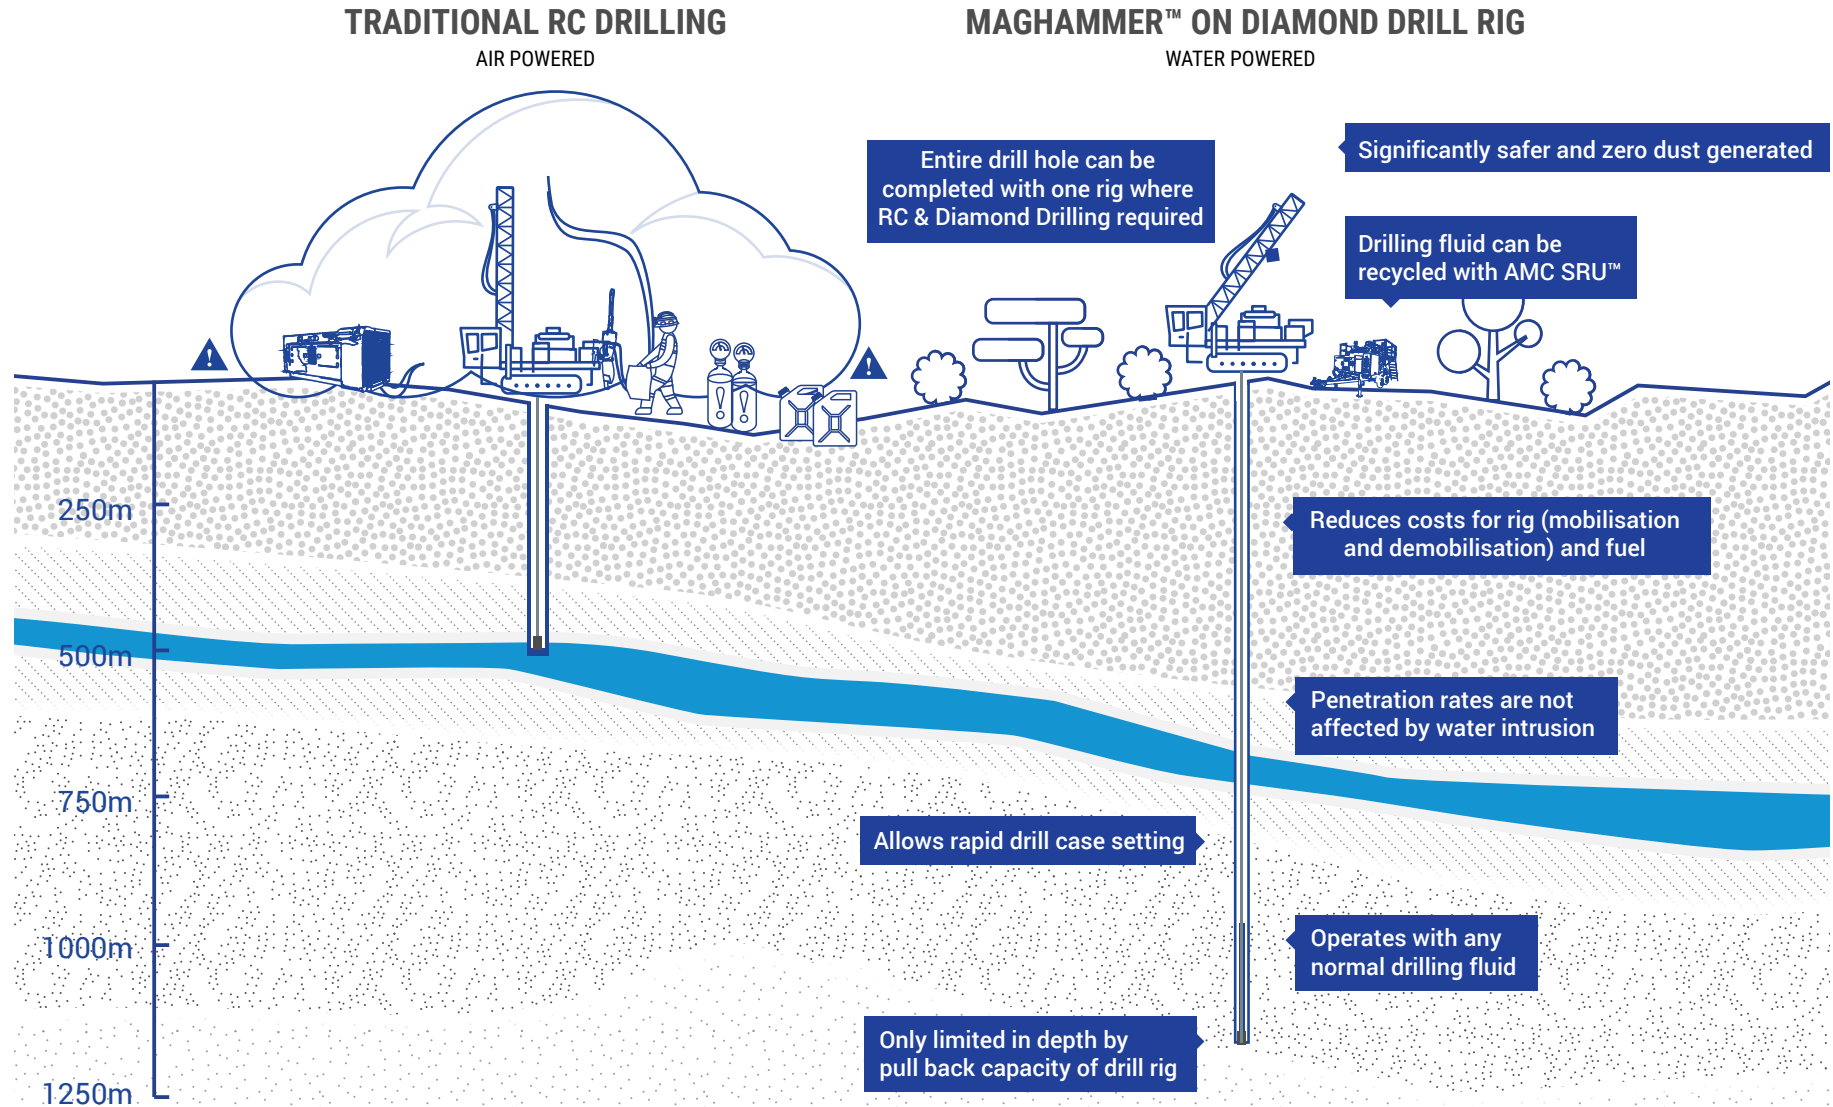 TRADITIONAL RC DRILLING
AIR POWERED
MAGHAMMER™ ON DIAMOND DRILL RIG
WATER POWERED
Entire drill hole can be
completed with one rig where
RC & Diamond Drilling required
Significantly safer and zero dust generated
Drilling fluid can be
recycled with AMC SRU™
250m
500m
750m
1000m
1250m
Reduces costs for rig (mobilisation
and demobilisation) and fuel
Penetration rates are not
affected by water intrusion
Allows rapid drill case setting
Operates with any
normal drilling fluid
Only limited in depth by
pull back capacity of drill rig